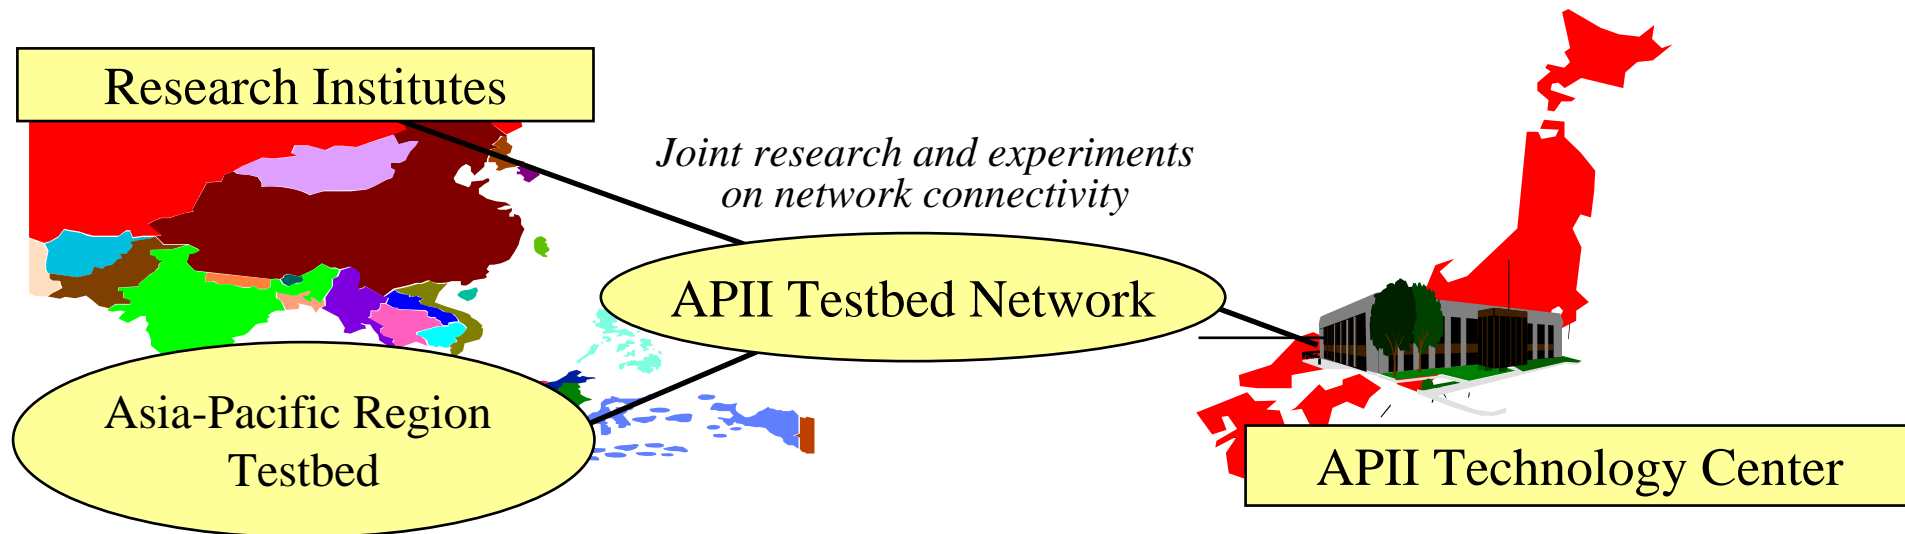 Research Institutes
Joint research and experiments
on network connectivity
APII Testbed Network
Asia-Pacific Region
Testbed
APII Technology Center